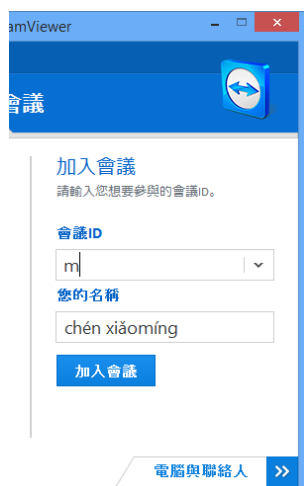 amViewer
會議
加入會議
請輸入您想要參與的會議ID。
會議ID
m
您的名稱
chén xiǎomíng
加入會議
電腦與聯絡人